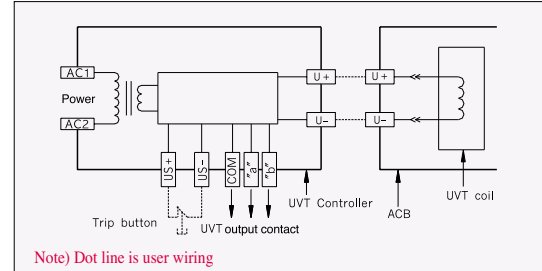 AC1
Power
AC2
U+
U-
U+
U-
US+
US-
COM
"a"
"b"
Trip button
UVT output contact
UVT Controller
ACB
UVT coil
Note) Dot line is user wiring